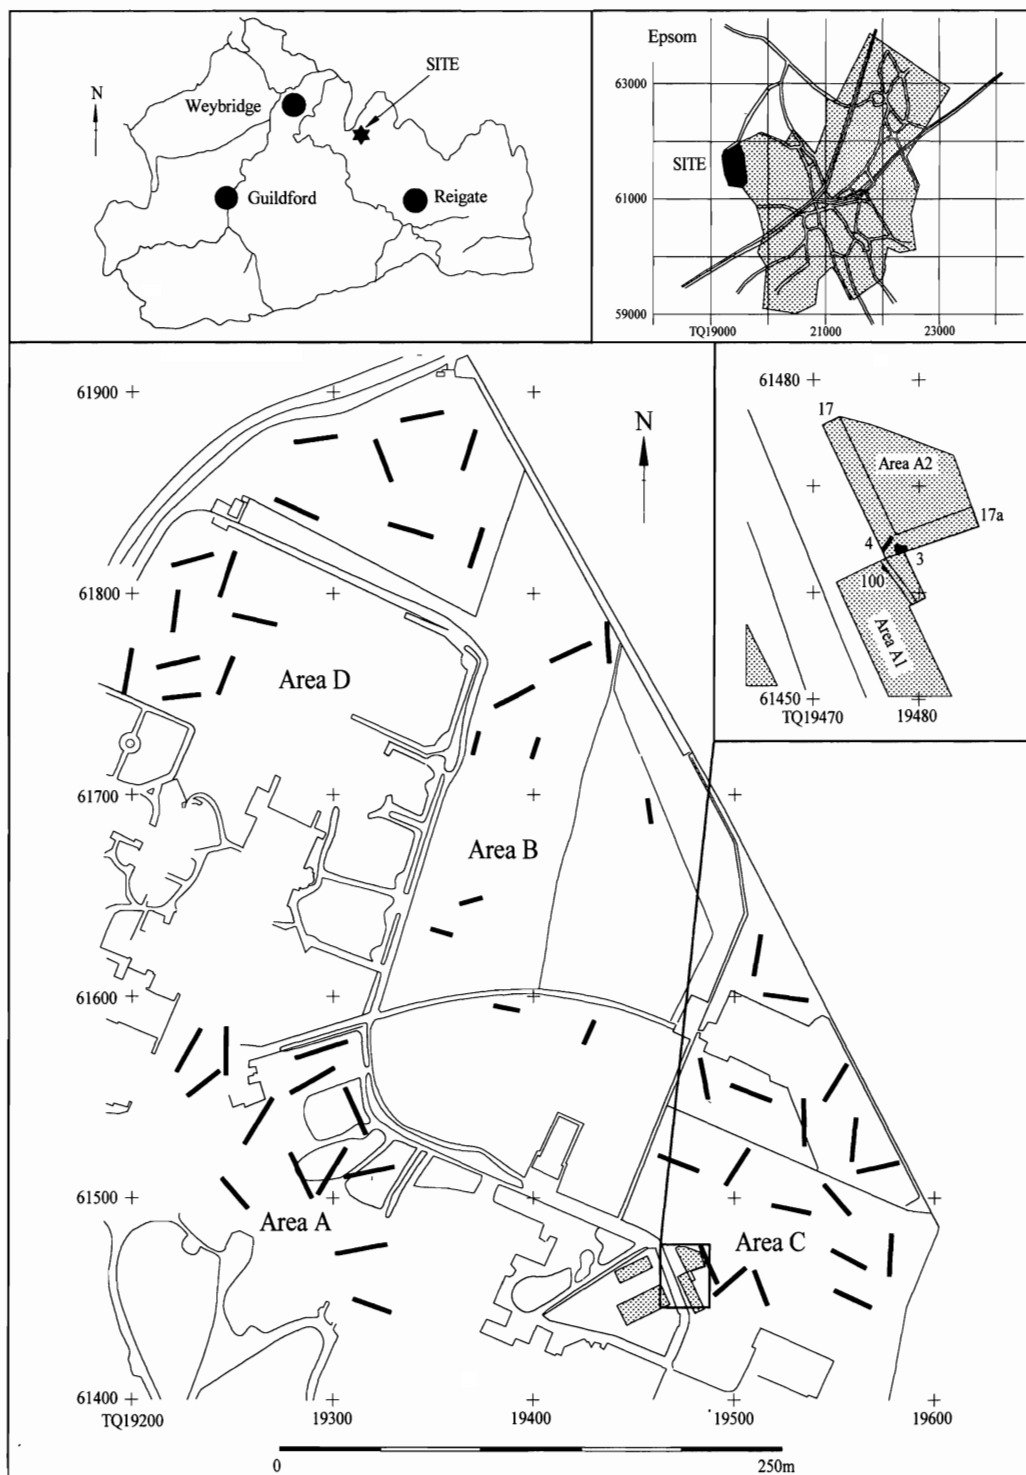 Epsom
SITE
N
Weybridge
63000
SITE
Guildford
Reigate
61000
59000
TQ19000
21000
23000
61900
N
61480
17
Area A2
17a
4
3
100
Area A1
61450
TQ19470
19480
61800
Area D
61700
Area B
61600
61500
Area A
Area C
61400
TQ19200
19300
19400
19500
19600
0
250m